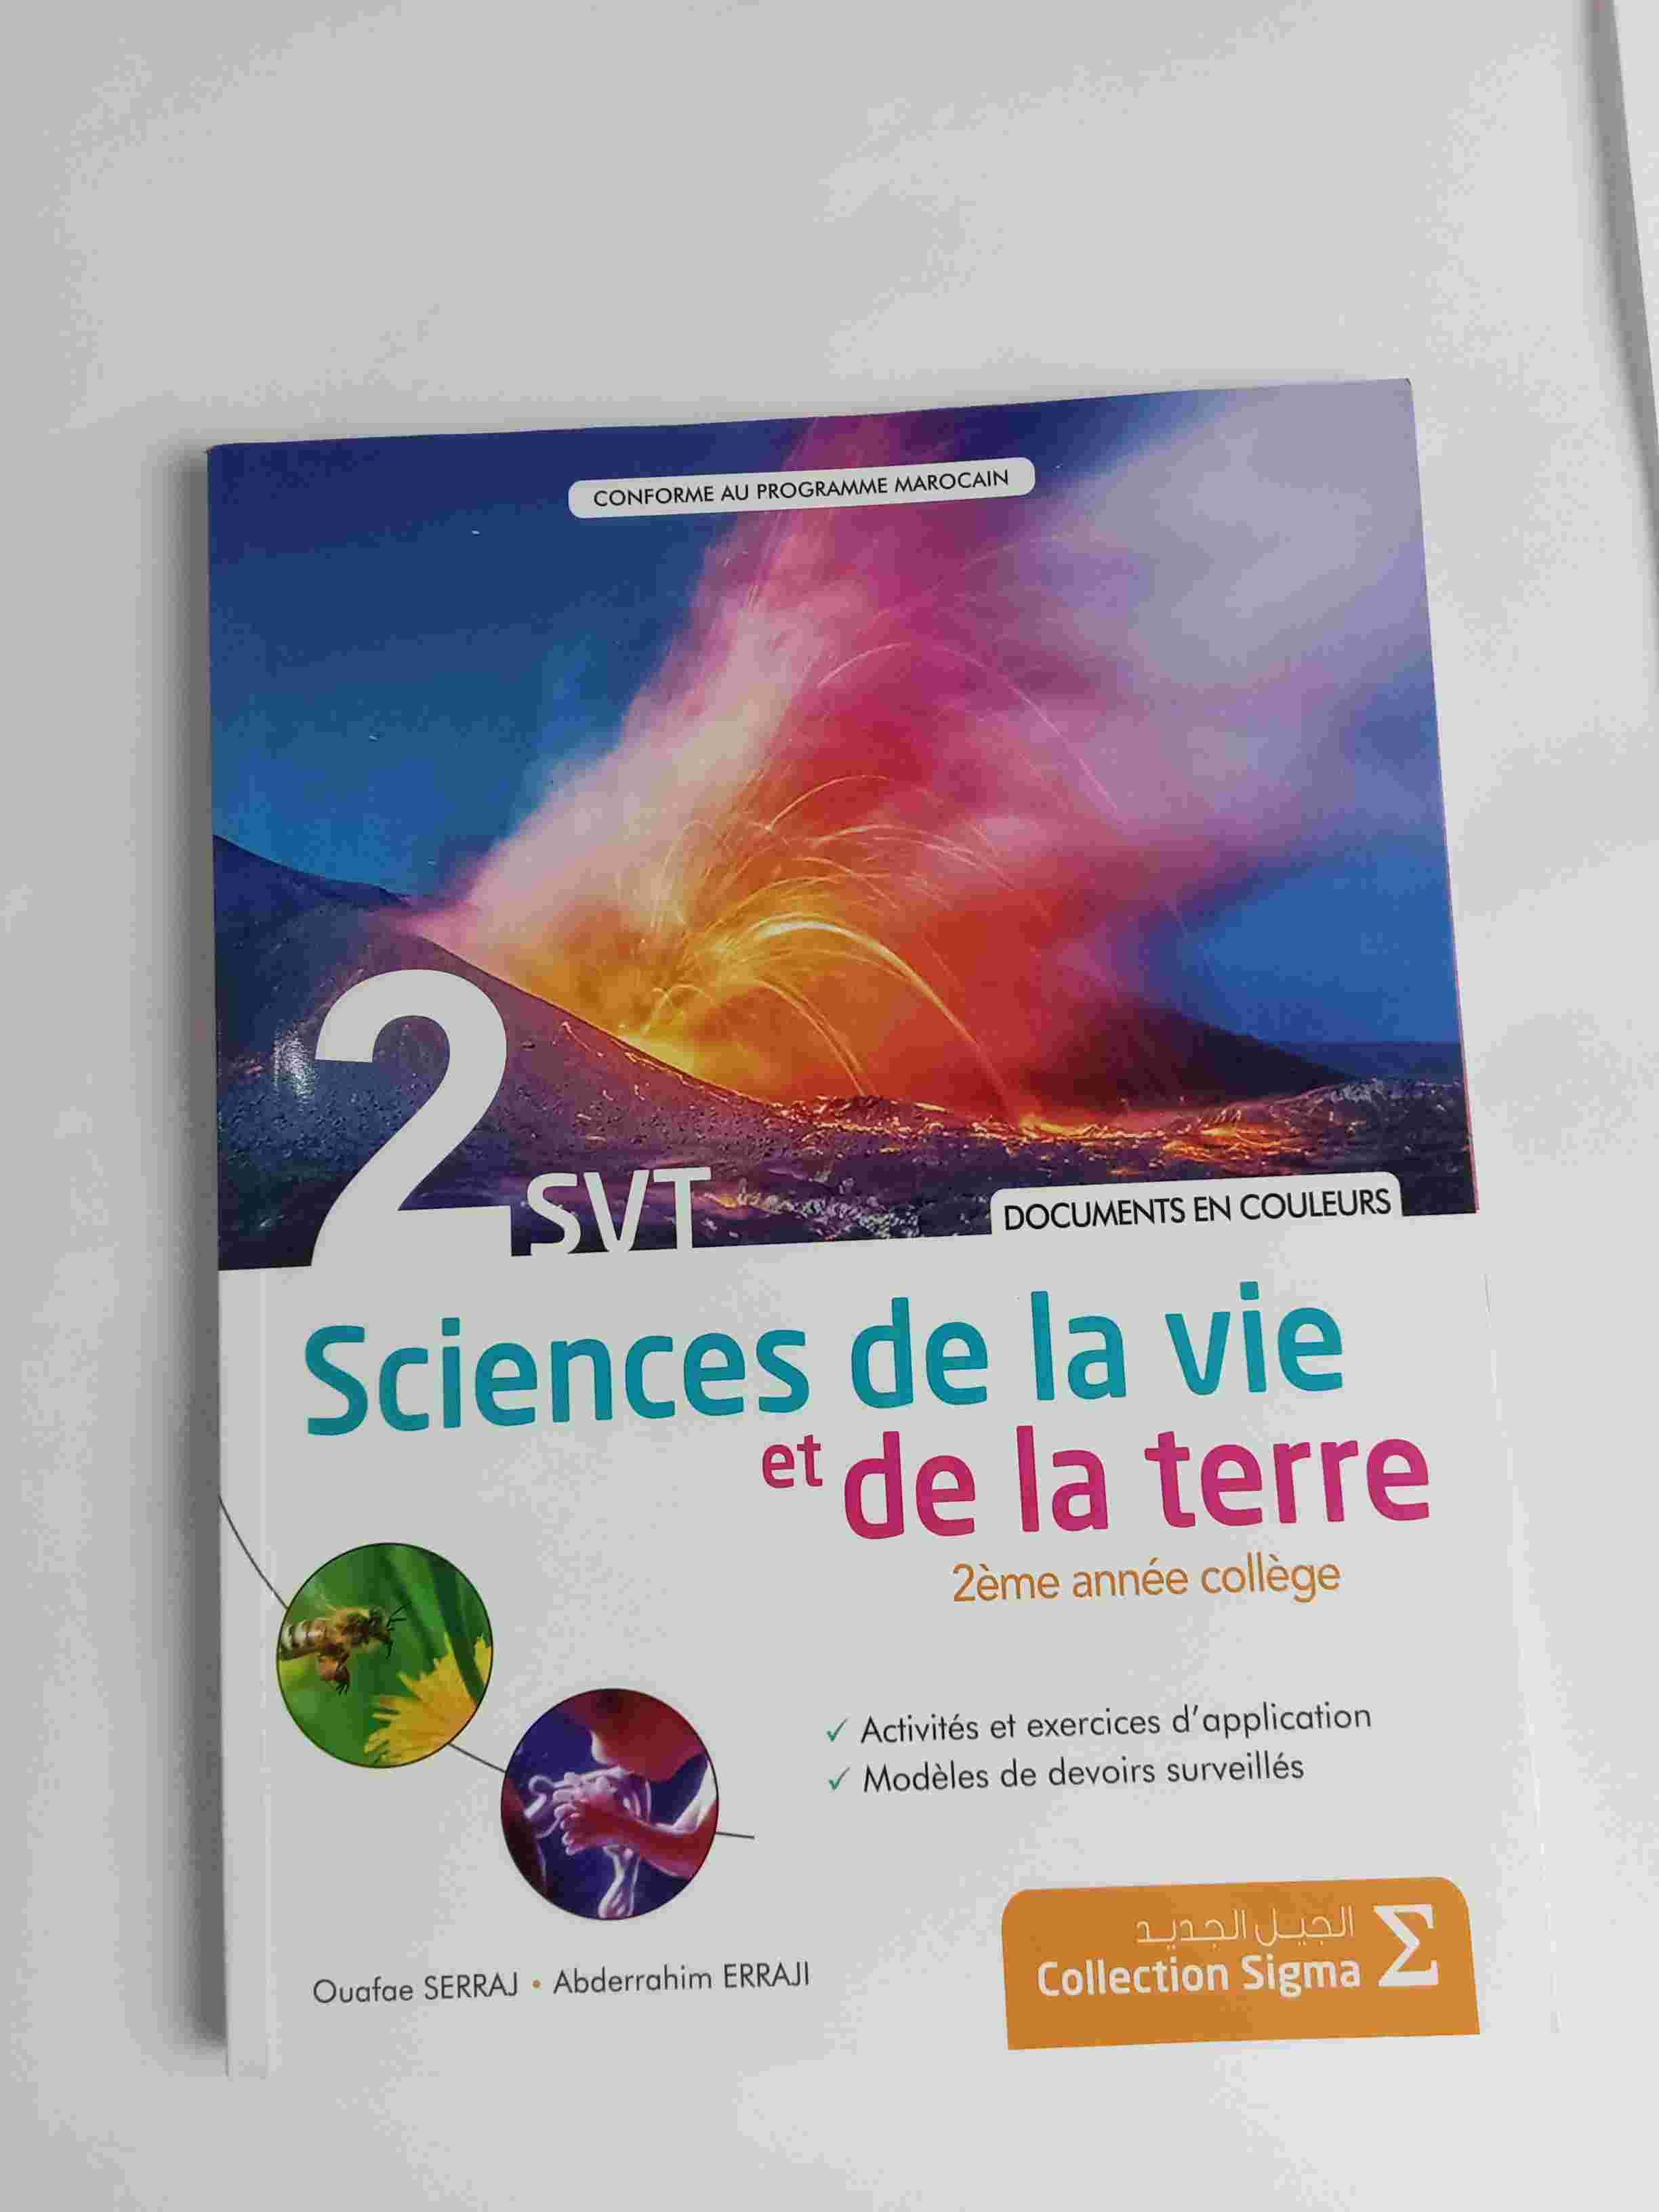 CONFORME AU PROGRAMME MAROCAIN
2 SVT
DOCUMENTS EN COULEURS
Sciences de la vie
et de la terre
2ème année collège
✓ Activités et exercices d'application
✓ Modèles de devoirs surveillés
الجيل الجديد
Collection Sigma Σ
Ouafae SERRAJ • Abderrahim ERRAJI